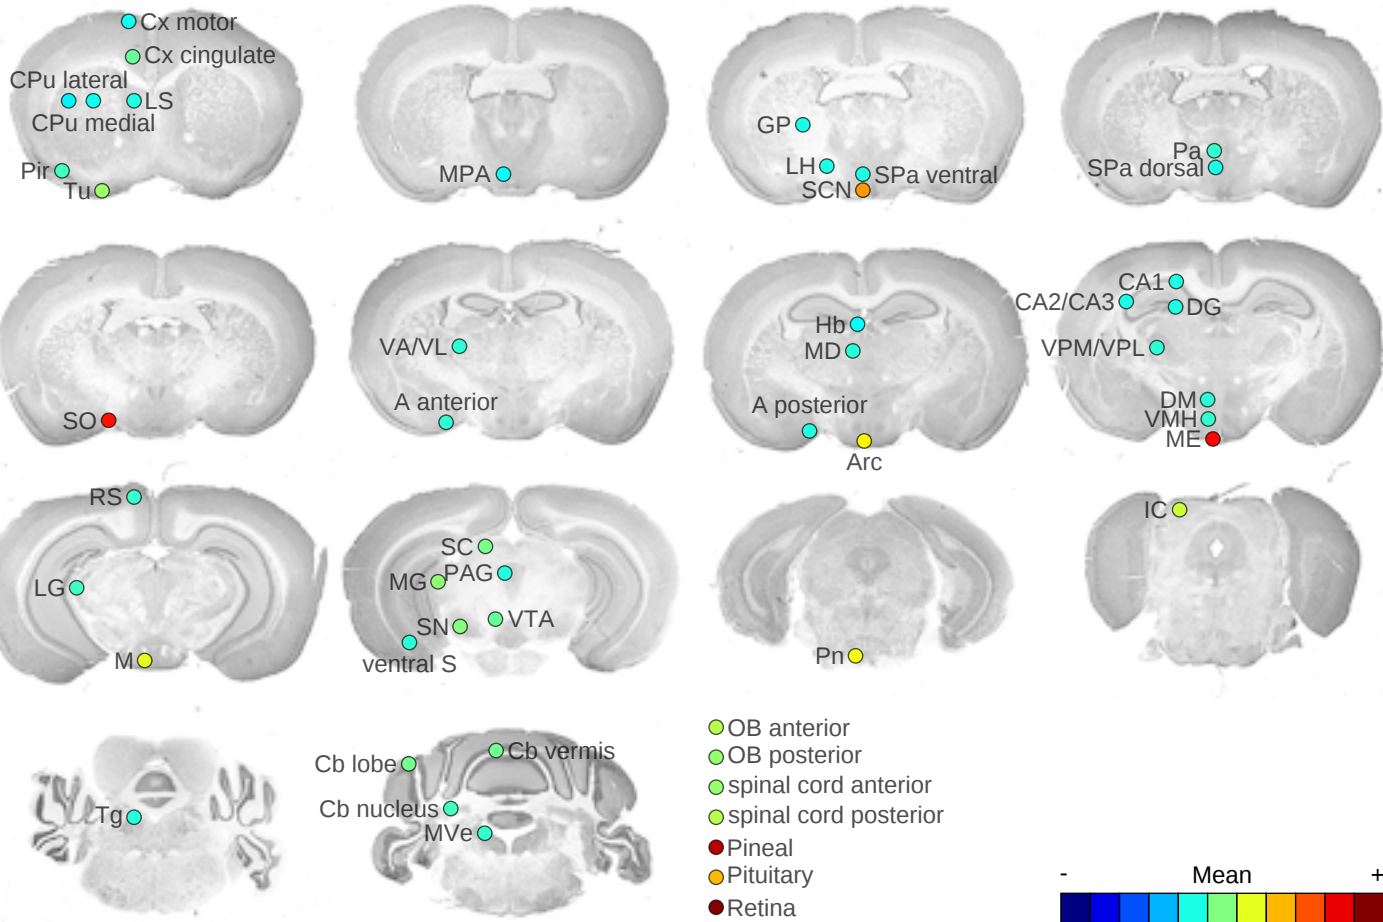 Cx motor
Cx cingulate
CPu lateral
LS
CPu medial
Pir
Tu
MPA
GP
LH
SPa ventral
SCN
Pa
SPa dorsal
SO
VA/VL
A anterior
Hb
MD
A posterior
Arc
CA1
CA2/CA3
DG
VPM/VPL
DM
VMH
ME
RS
LG
M
SC
MG
PAG
SN
VTA
ventral S
Pn
IC
Tg
Cb lobe
Cb vermis
Cb nucleus
MVe
OB anterior
OB posterior
spinal cord anterior
spinal cord posterior
Pineal
Pituitary
Retina
- Mean +